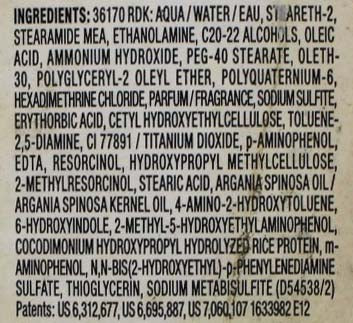 INGREDIENTS: 36170 RDK: AQUA / WATER / EAU, STEARETH-2,
STEARAMIDE MEA, ETHANOLAMINE, C20-22 ALCOHOLS, OLEIC
ACID, AMMONIUM HYDROXIDE, PEG-40 STEARATE, OLETH-
30, POLYGLYCERYL-2 OLEYL ETHER, POLYQUATERNIUM-6,
HEXADIMETHRINE CHLORIDE, PARFUM / FRAGRANCE, SODIUM SULFITE,
ERYTHORBIC ACID, CETYL HYDROXYETHYLCELLULOSE, TOLUENE-
2,5-DIAMINE, CI 77891 / TITANIUM DIOXIDE, p-AMINOPHENOL,
EDTA, RESORCINOL, HYDROXYPROPYL METHYLCELLULOSE,
2-METHYLRESORCINOL, STEARIC ACID, ARGANIA SPINOSA OIL /
ARGANIA SPINOSA KERNEL OIL, 4-AMINO-2-HYDROXYTOLUENE,
6-HYDROXYINDOLE, 2-METHYL-5-HYDROXYETHYLAMINOPHENOL,
COCODIMONIUM HYDROXYPROPYL HYDROLYZED RICE PROTEIN, m-
AMINOPHENOL, N,N-BIS(2-HYDROXYETHYL)-p-PHENYLENEDIAMINE
SULFATE, THIOGLYCERIN, SODIUM METABISULFITE (D54538/2)
Patents: US 6,312,677, US 6,695,887, US 7,060,107 1633982 E12